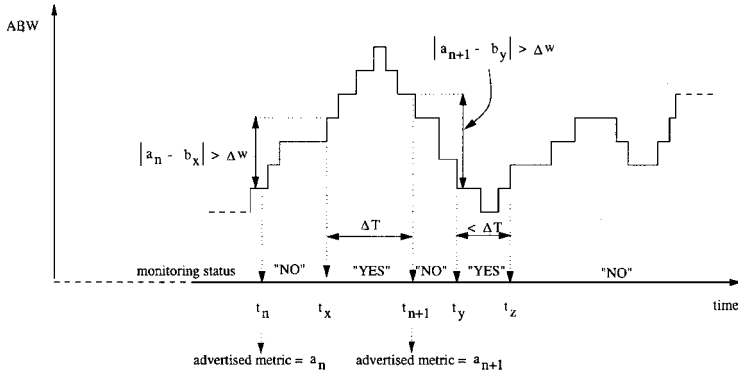 ABW
|a_{n+1} - b_y| > Δw
|a_n - b_x| > Δw
ΔT
< ΔT
monitoring status "NO" "YES" "NO" "YES" "NO"
t_n t_x t_{n+1} t_y t_z time
advertised metric = a_n advertised metric = a_{n+1}